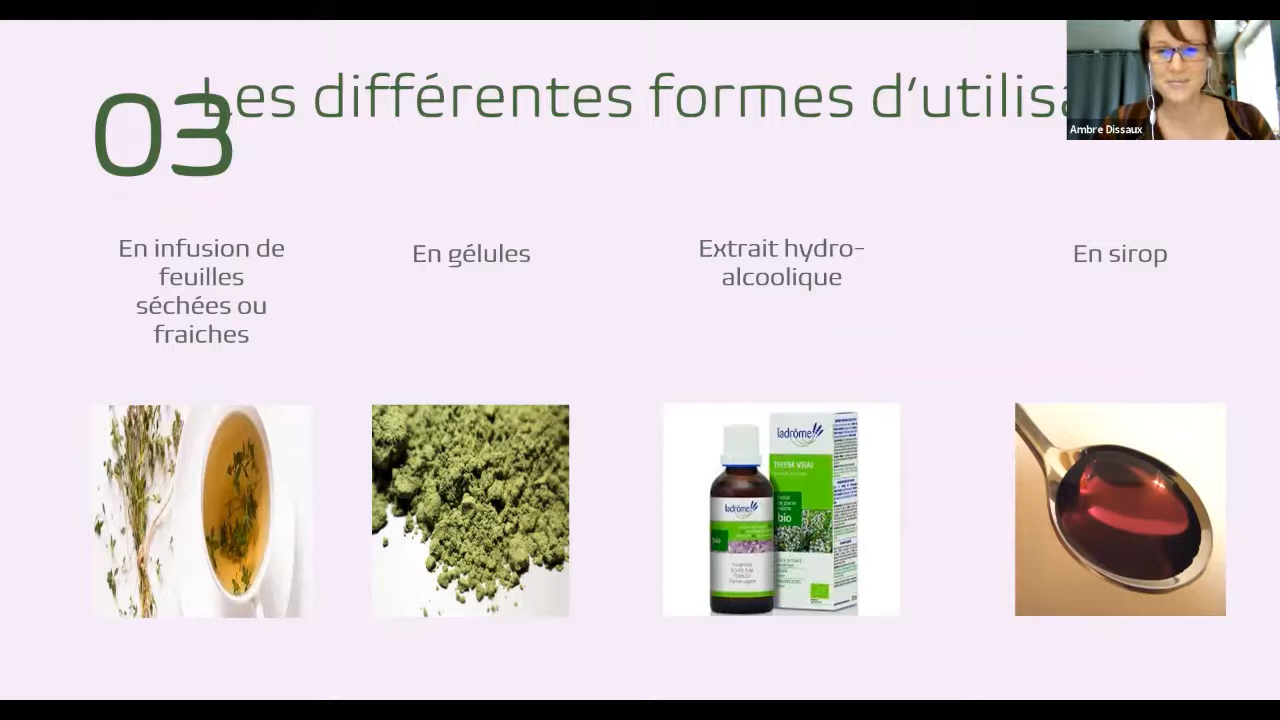 03
Les différentes formes d'utilisa
Ambre Dissaux
En infusion de
feuilles
séchées ou
fraiches
En gélules
Extrait hydro-
alcoolique
En sirop
ladrôme
THYM VRAI
bio
ladrôme
bio